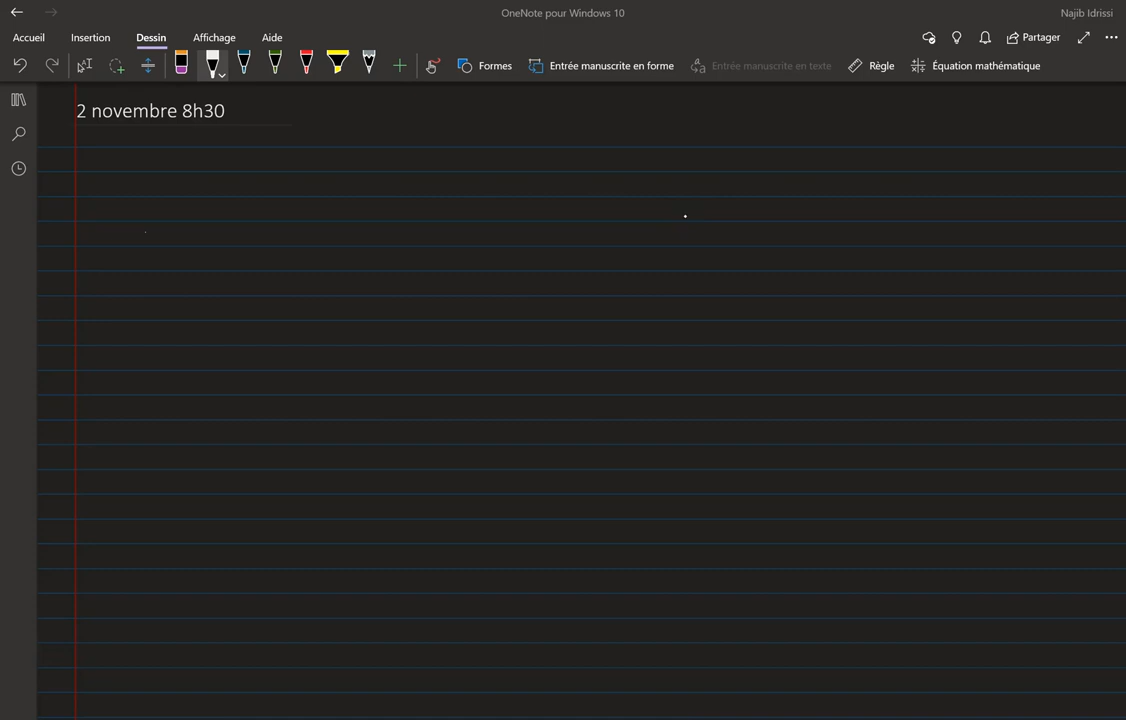 OneNote pour Windows 10
Najib Idrissi
Accueil Insertion Dessin Affichage Aide
Partager
Formes Entrée manuscrite en forme Entrée manuscrite en texte Règle Équation mathématique
2 novembre 8h30